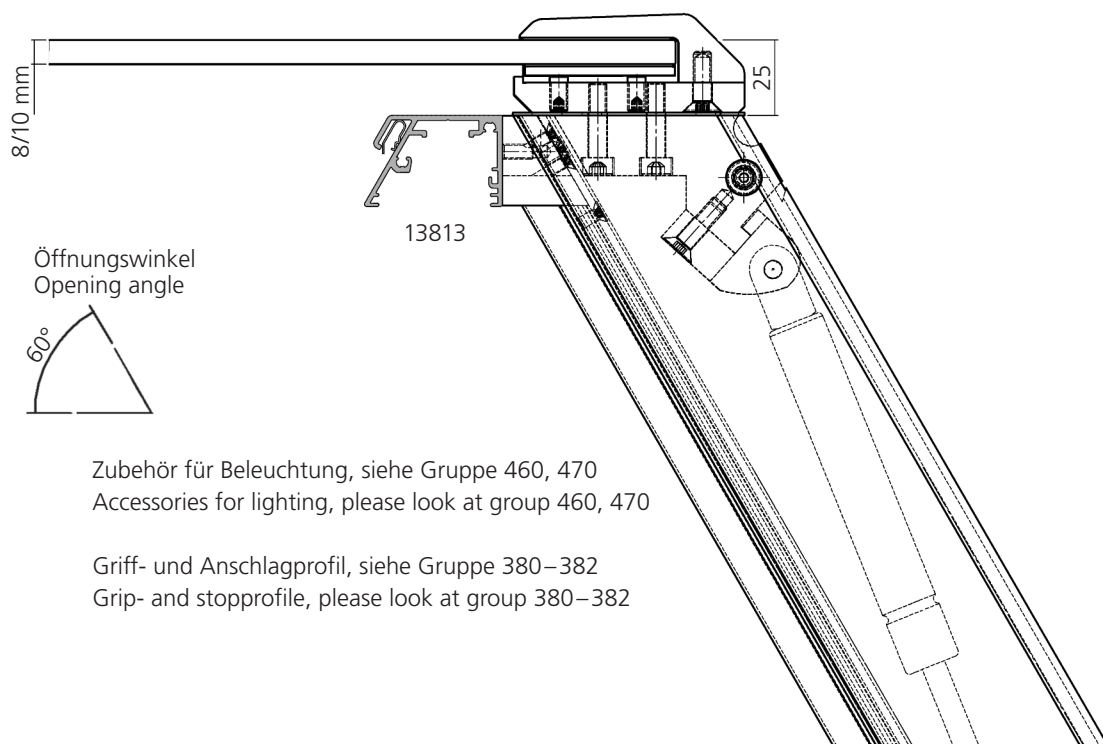 25
8/10 mm
13813
Öffnungswinkel
Opening angle
60°
Zubehör für Beleuchtung, siehe Gruppe 460, 470
Accessories for lighting, please look at group 460, 470
Griff- und Anschlagprofil, siehe Gruppe 380–382
Grip- and stopprofile, please look at group 380–382